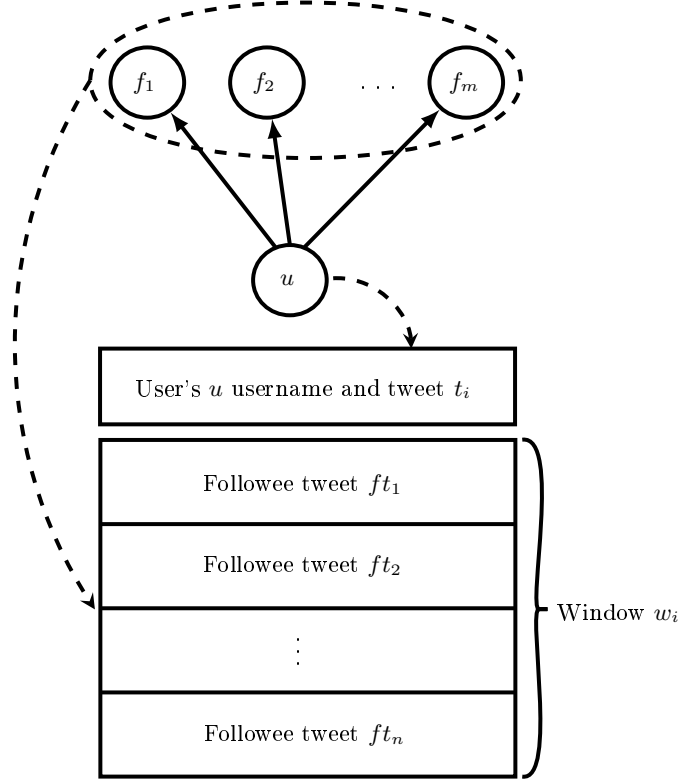 f₁ f₂ . . . fₘ
u
User's u username and tweet tᵢ
Followee tweet ft₁
Followee tweet ft₂
⋮
Window wᵢ
Followee tweet ftₙ